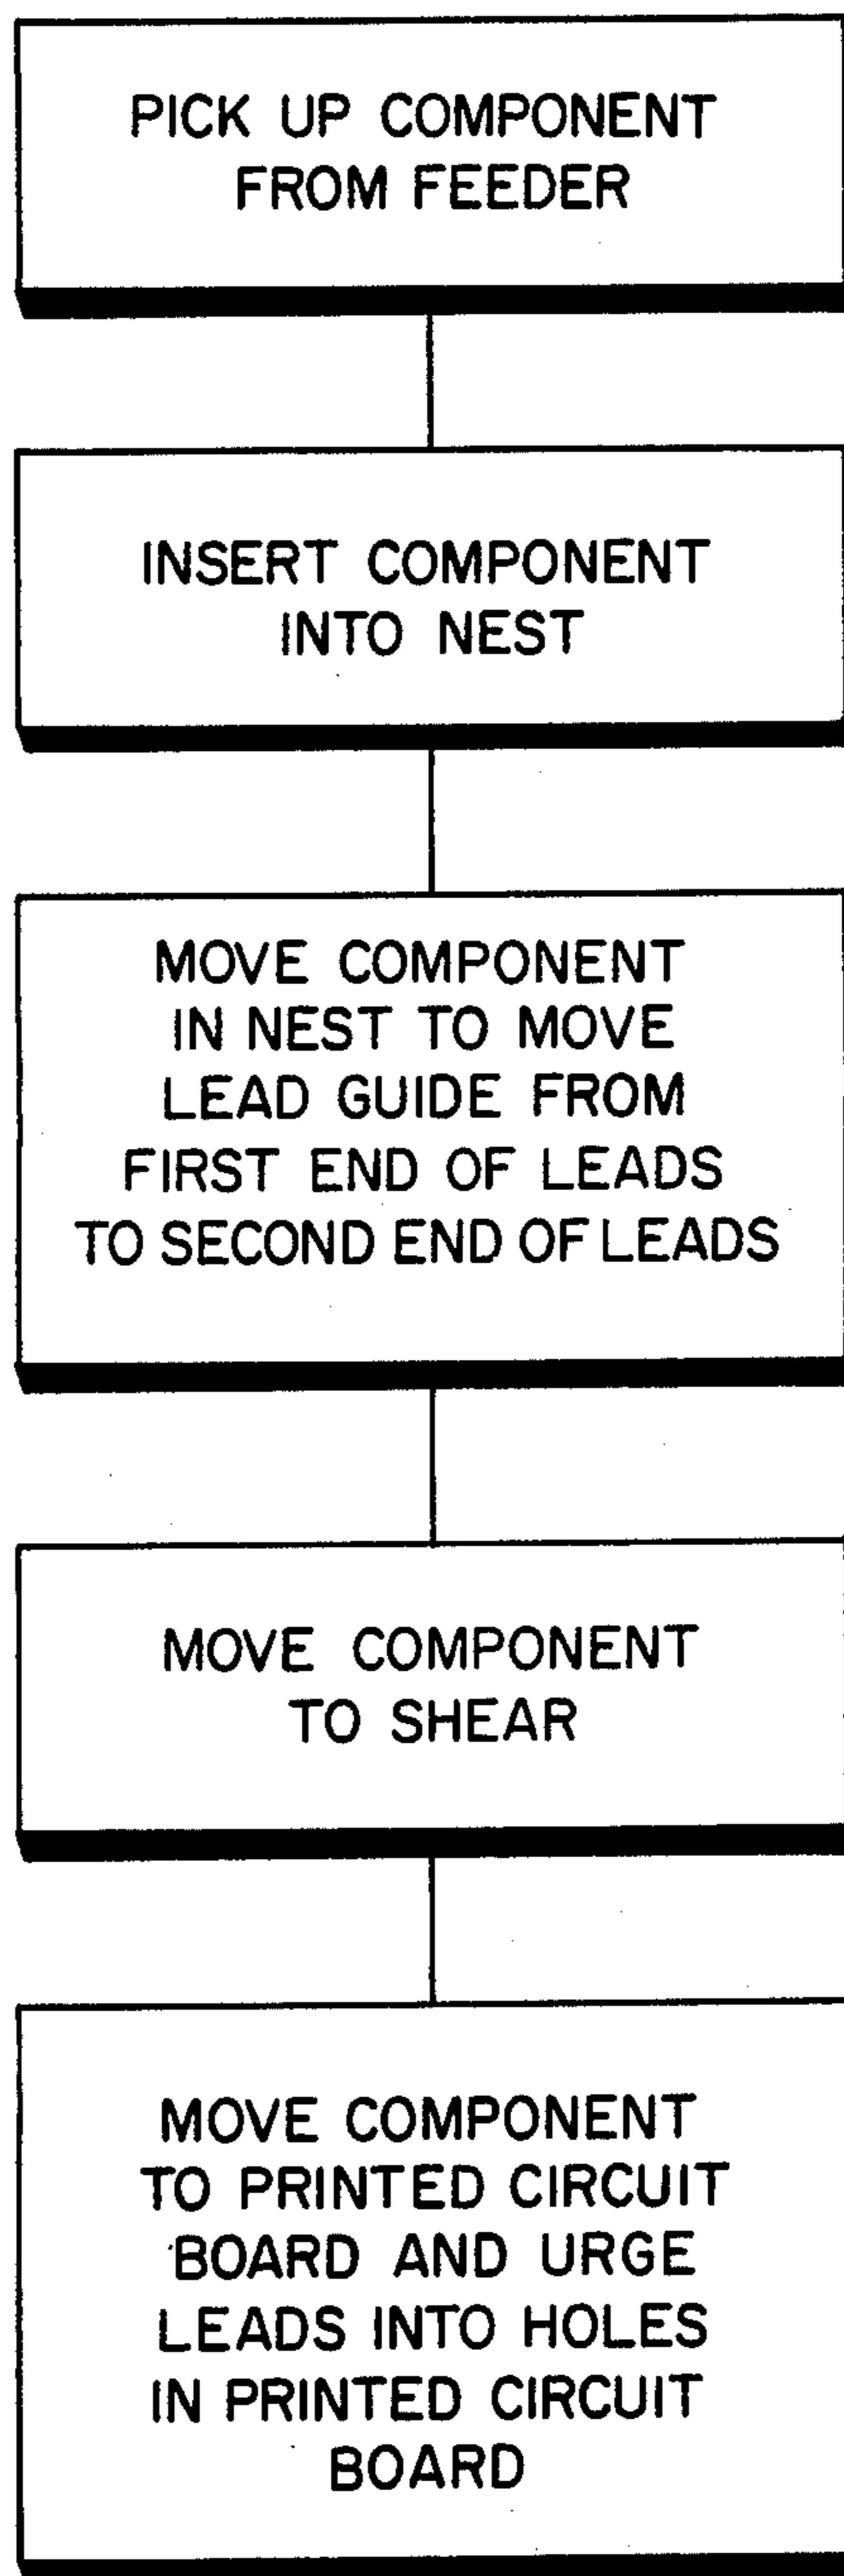 PICK UP COMPONENT
FROM FEEDER
INSERT COMPONENT
INTO NEST
MOVE COMPONENT
IN NEST TO MOVE
LEAD GUIDE FROM
FIRST END OF LEADS
TO SECOND END OF LEADS
MOVE COMPONENT
TO SHEAR
MOVE COMPONENT
TO PRINTED CIRCUIT
BOARD AND URGE
LEADS INTO HOLES
IN PRINTED CIRCUIT
BOARD